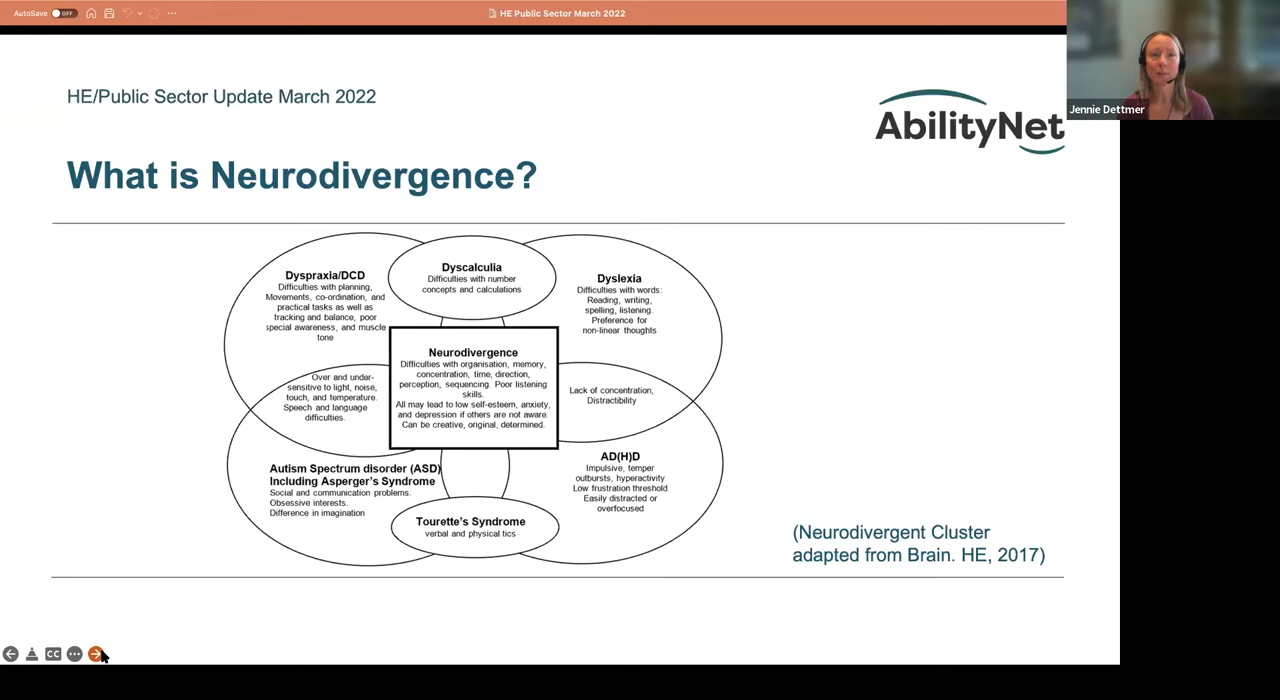 AutoSave OFF
HE Public Sector March 2022
Jennie Dettmer
HE/Public Sector Update March 2022
AbilityNet
What is Neurodivergence?
Dyspraxia/DCD
Difficulties with planning,
Movements, co-ordination, and
practical tasks as well as
tracking and balance, poor
special awareness, and muscle
tone
Dyscalculia
Difficulties with number
concepts and calculations
Dyslexia
Difficulties with words:
Reading, writing,
spelling, listening.
Preference for
non-linear thoughts
Neurodivergence
Difficulties with organisation, memory,
concentration, time, direction,
perception, sequencing. Poor listening
skills.
All may lead to low self-esteem, anxiety,
and depression if others are not aware.
Can be creative, original, determined.
Over and under-
sensitive to light, noise,
touch, and temperature.
Speech and language
difficulties.
Lack of concentration,
Distractibility
Autism Spectrum disorder (ASD)
Including Asperger's Syndrome
Social and communication problems.
Obsessive interests.
Difference in imagination
AD(H)D
Impulsive, temper
outbursts, hyperactivity
Low frustration threshold
Easily distracted or
overfocused
Tourette's Syndrome
verbal and physical tics
(Neurodivergent Cluster
adapted from Brain. HE, 2017)
CC